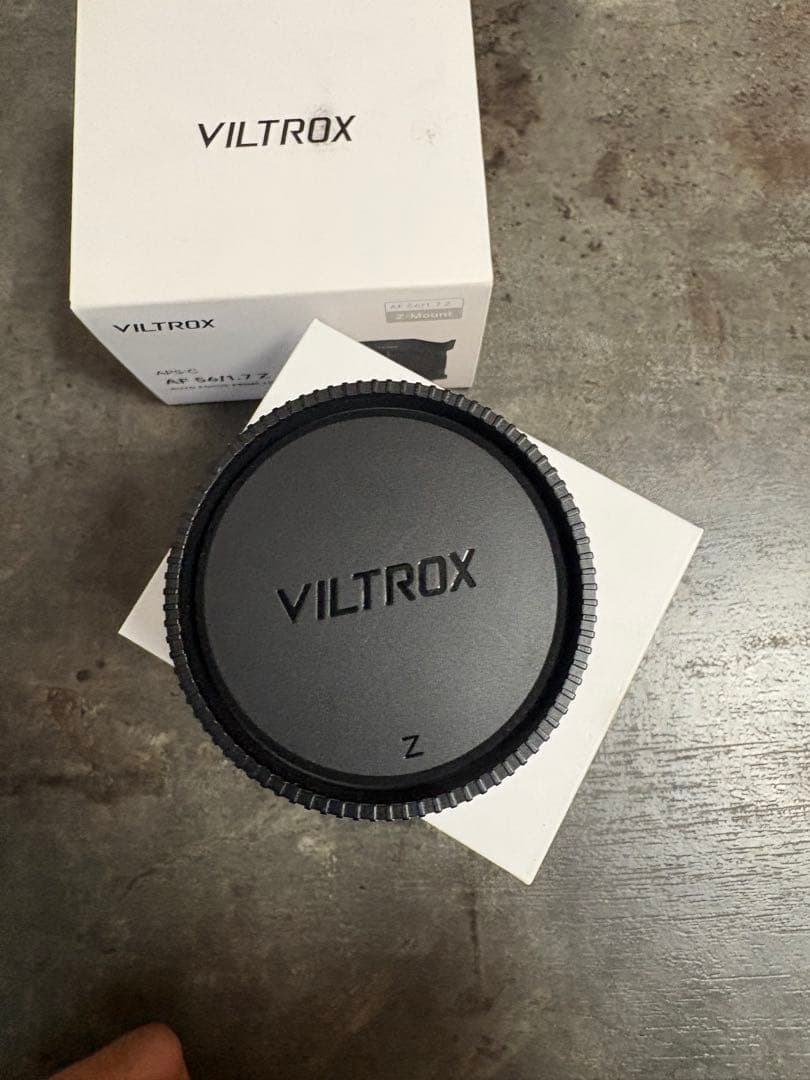 VILTROX
VILTROX
AF 56/1.7 Z
Z-Mount
APS-C
AF 56/1.7 Z
VILTROX
Z